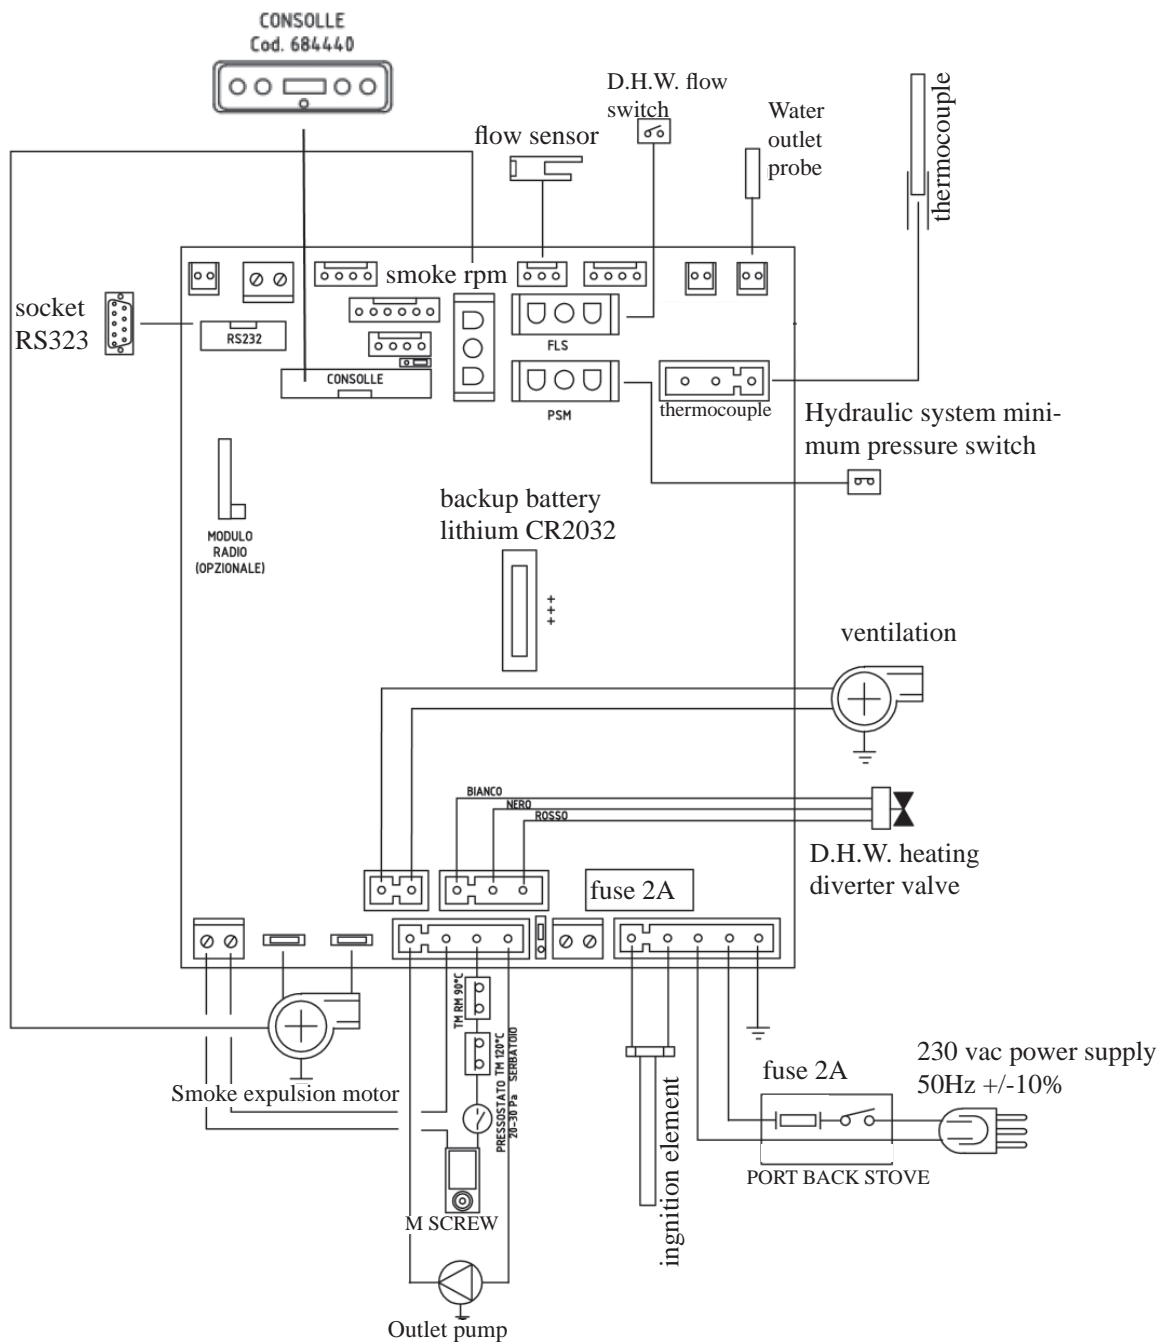 CONSOLLE
Cod. 684440
D.H.W. flow
switch
flow sensor
Water
outlet
probe
thermocouple
smoke rpm
socket
RS323
RS232
FLS
CONSOLLE
PSM
thermocouple
Hydraulic system mini-
mum pressure switch
MODULO
RADIO
(OPZIONALE)
backup battery
lithium CR2032
+++
ventilation
BIANCO
NERO
ROSSO
D.H.W. heating
diverter valve
fuse 2A
TM RM 90°C
PRESSOSTATO TM 120°C
20-30 Pa SERBATOIO
Smoke expulsion motor
M SCREW
Outlet pump
ingnition element
fuse 2A
230 vac power supply
50Hz +/-10%
PORT BACK STOVE